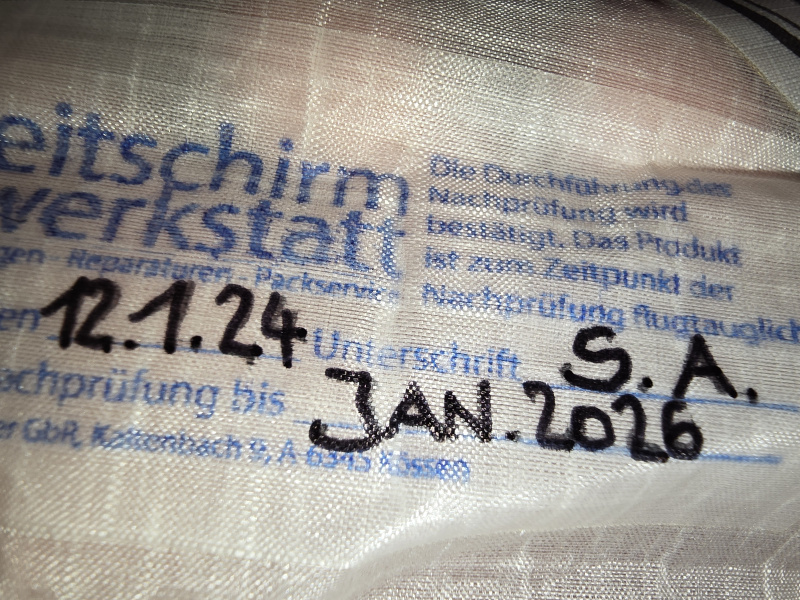 eitschirm
werkstatt
gen - Reparaturen - Packservice
Die Durchführung der
Nachprüfung wird
bestätigt. Das Produkt
ist zum Zeitpunkt der
Nachprüfung flugtauglich
en 12.1.24 Unterschrift S. A.
achprüfung bis JAN. 2026
er GbR, Kaltenbach 9, A-6345 Kössen